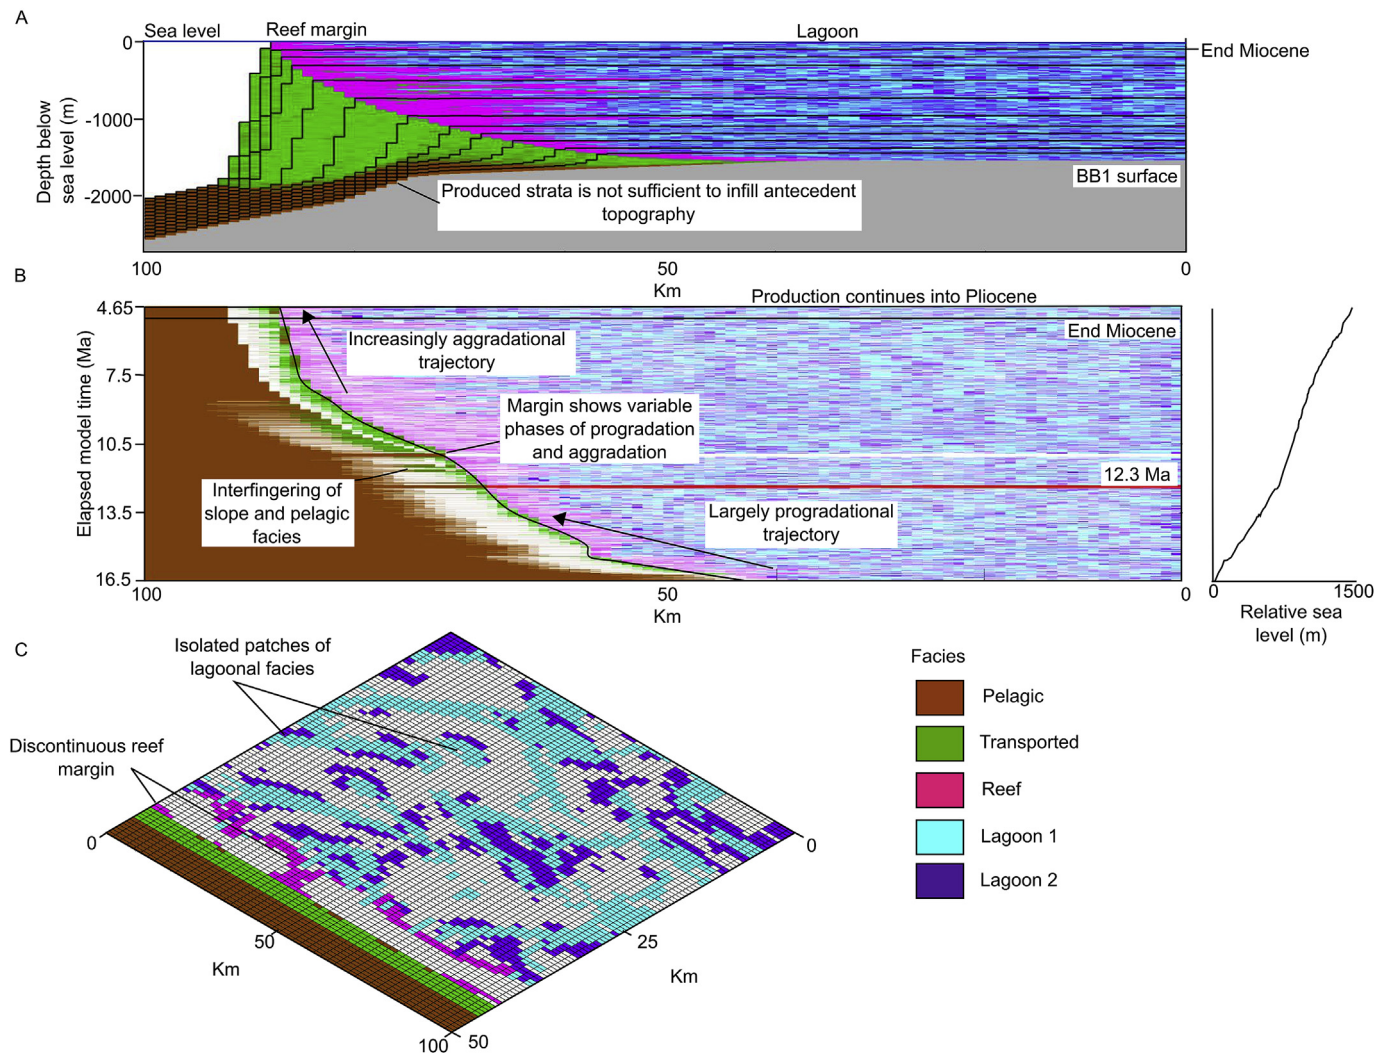 A
Sea level
Reef margin
Lagoon
0
End Miocene
-1000
-2000
Depth below
sea level (m)
BB1 surface
Produced strata is not sufficient to infill antecedent
topography
100
50
0
Km
B
Production continues into Pliocene
4.65
End Miocene
Increasingly aggradational
trajectory
7.5
Margin shows variable
phases of progradation
and aggradation
10.5
12.3 Ma
Elapsed model time (Ma)
Interfingering of
slope and pelagic
facies
Largely progradational
trajectory
13.5
16.5
100
50
0
Km
0
1500
Relative sea
level (m)
C
Isolated patches of
lagoonal facies
Discontinuous reef
margin
0
0
50
25
Km
Km
100
50
Facies
Pelagic
Transported
Reef
Lagoon 1
Lagoon 2